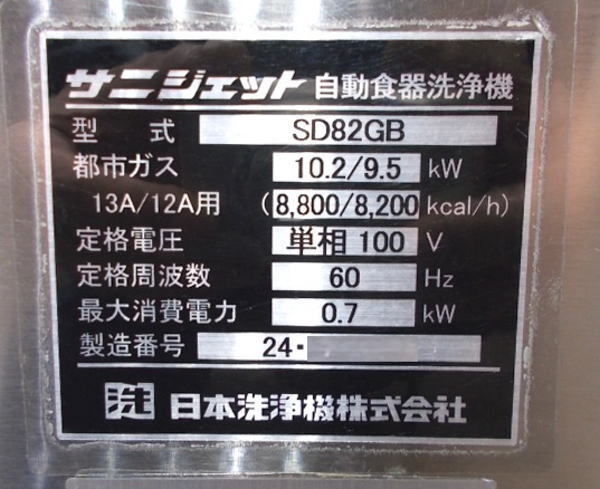 サニジェット 自動食器洗浄機
型 式 SD82GB
都市ガス 10.2/9.5 kW
13A/12A用 (8,800/8,200 kcal/h)
定格電圧 単相 100 V
定格周波数 60 Hz
最大消費電力 0.7 kW
製造番号 24・
洗 日本洗浄機株式会社